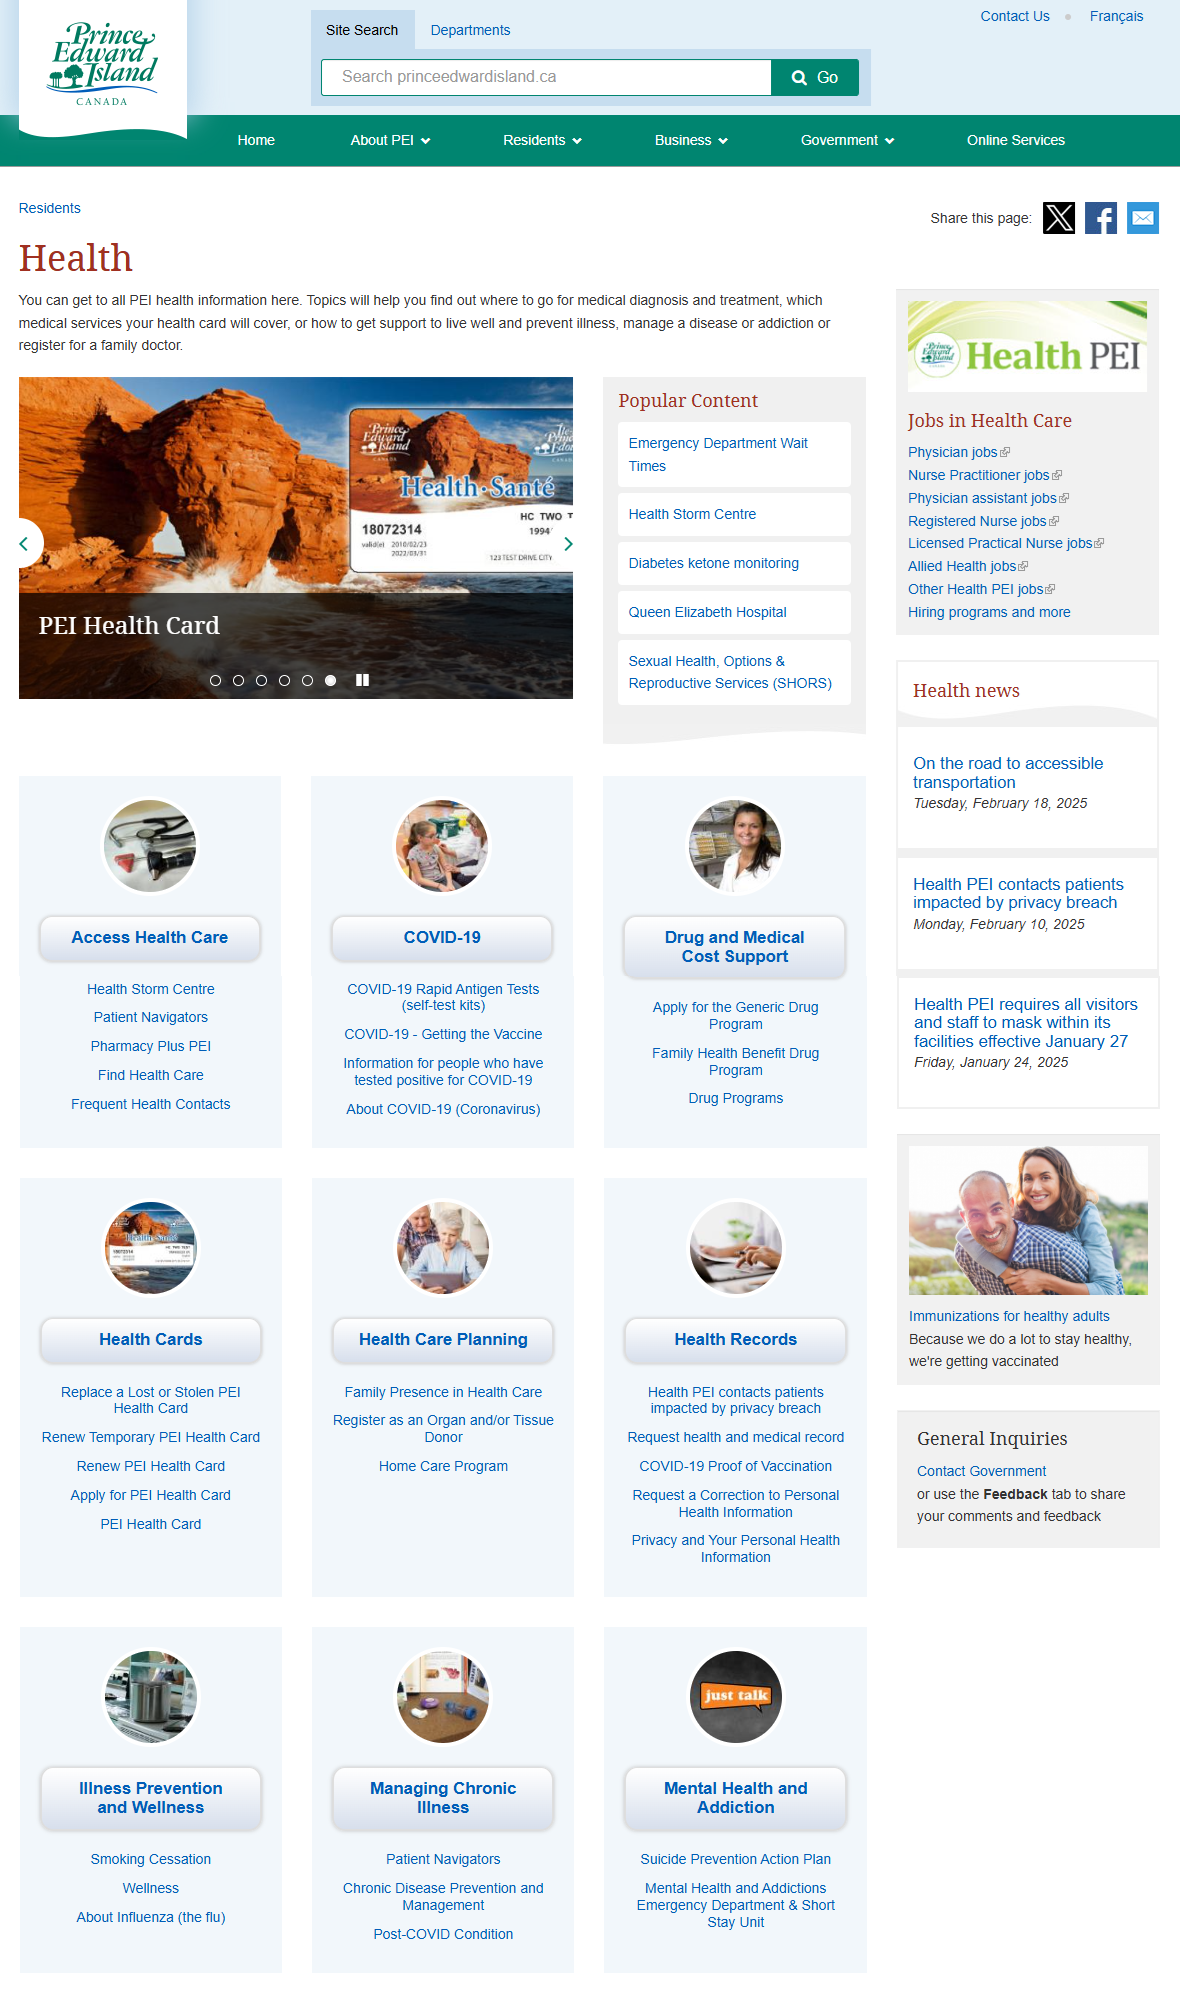 Prince
Edward
Island
CANADA
Site Search
Departments
Contact Us
Français
Search princeedwardisland.ca
Go
Home
About PEI
Residents
Business
Government
Online Services
Residents
Share this page:
Health
You can get to all PEI health information here. Topics will help you find out where to go for medical diagnosis and treatment, which
medical services your health card will cover, or how to get support to live well and prevent illness, manage a disease or addiction or
register for a family doctor.
Prince
Edward
Island
CANADA
Health • Santé
HC TWO T
18072314
1994
valid(e) 2010/02/23
2022/03/31
123 TEST DRIVE CITY
PEI Health Card
Popular Content
Emergency Department Wait
Times
Health Storm Centre
Diabetes ketone monitoring
Queen Elizabeth Hospital
Sexual Health, Options &
Reproductive Services (SHORS)
Prince
Edward
Island
Health PEI
Jobs in Health Care
Physician jobs
Nurse Practitioner jobs
Physician assistant jobs
Registered Nurse jobs
Licensed Practical Nurse jobs
Allied Health jobs
Other Health PEI jobs
Hiring programs and more
Health news
On the road to accessible
transportation
Tuesday, February 18, 2025
Health PEI contacts patients
impacted by privacy breach
Monday, February 10, 2025
Health PEI requires all visitors
and staff to mask within its
facilities effective January 27
Friday, January 24, 2025
Immunizations for healthy adults
Because we do a lot to stay healthy,
we're getting vaccinated
General Inquiries
Contact Government
or use the Feedback tab to share
your comments and feedback
Access Health Care
Health Storm Centre
Patient Navigators
Pharmacy Plus PEI
Find Health Care
Frequent Health Contacts
COVID-19
COVID-19 Rapid Antigen Tests
(self-test kits)
COVID-19 - Getting the Vaccine
Information for people who have
tested positive for COVID-19
About COVID-19 (Coronavirus)
Drug and Medical
Cost Support
Apply for the Generic Drug
Program
Family Health Benefit Drug
Program
Drug Programs
Health Santé
18072314
Health Cards
Replace a Lost or Stolen PEI
Health Card
Renew Temporary PEI Health Card
Renew PEI Health Card
Apply for PEI Health Card
PEI Health Card
Health Care Planning
Family Presence in Health Care
Register as an Organ and/or Tissue
Donor
Home Care Program
Health Records
Health PEI contacts patients
impacted by privacy breach
Request health and medical record
COVID-19 Proof of Vaccination
Request a Correction to Personal
Health Information
Privacy and Your Personal Health
Information
Illness Prevention
and Wellness
Smoking Cessation
Wellness
About Influenza (the flu)
Managing Chronic
Illness
Patient Navigators
Chronic Disease Prevention and
Management
Post-COVID Condition
just talk
Mental Health and
Addiction
Suicide Prevention Action Plan
Mental Health and Addictions
Emergency Department & Short
Stay Unit